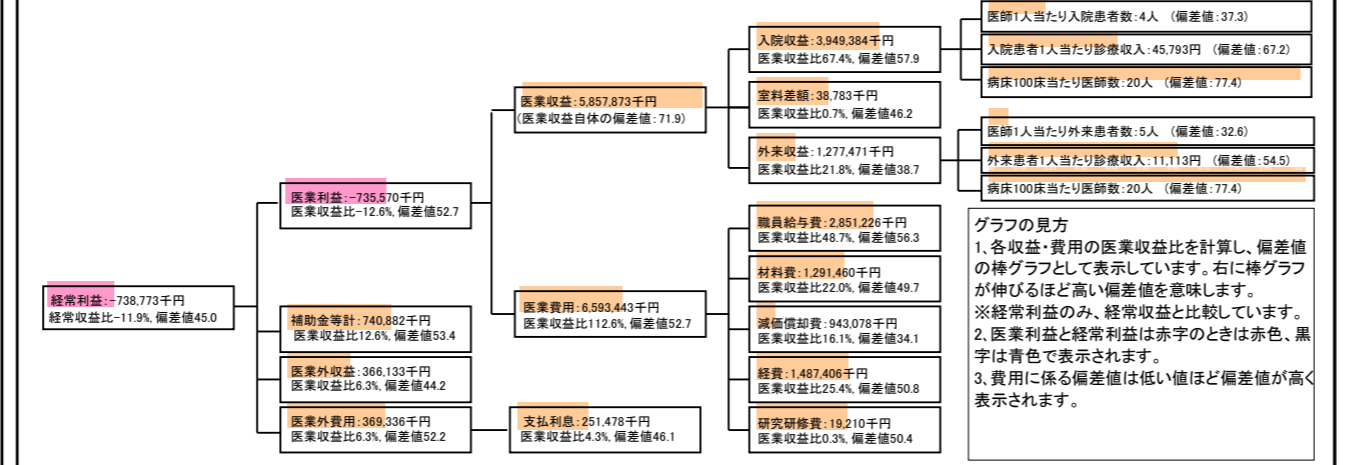 経常利益:-738,773千円
経常収支比-11.9%, 偏差値45.0
医業利益:-735,570千円
医業収益比-12.6%, 偏差値52.7
補助金等計:740,882千円
医業収益比12.6%, 偏差値53.4
医業外収益:366,133千円
医業収益比6.3%, 偏差値44.2
医業外費用:369,336千円
医業収益比6.3%, 偏差値52.2
支払利息:251,478千円
医業収益比4.3%, 偏差値46.1
医業収益:5,857,873千円
(医業収益自体の偏差値:71.9)
医業費用:6,593,443千円
医業収益比112.6%, 偏差値52.7
入院収益:3,949,384千円
医業収益比67.4%, 偏差値57.9
室料差額:38,783千円
医業収益比0.7%, 偏差値46.2
外来収益:1,277,471千円
医業収益比21.8%, 偏差値38.7
職員給与費:2,851,226千円
医業収益比48.7%, 偏差値56.3
材料費:1,291,460千円
医業収益比22.0%, 偏差値49.7
減価償却費:943,078千円
医業収益比16.1%, 偏差値34.1
経費:1,487,406千円
医業収益比25.4%, 偏差値50.8
研究研修費:19,210千円
医業収益比0.3%, 偏差値50.4
医師1人当たり入院患者数:4人 (偏差値:37.3)
入院患者1人当たり診療収入:45,793円 (偏差値:67.2)
病床100床当たり医師数:20人 (偏差値:77.4)
医師1人当たり外来患者数:5人 (偏差値:32.6)
外来患者1人当たり診療収入:11,113円 (偏差値:54.5)
病床100床当たり医師数:20人 (偏差値:77.4)
グラフの見方
1、各収益・費用の医業収益比を計算し、偏差値
の棒グラフとして表示しています。右に棒グラフ
が伸びるほど高い偏差値を意味します。
※経常利益のみ、経常収益と比較しています。
2、医業利益と経常利益は赤字のときは赤色、黒
字は青色で表示されます。
3、費用に係る偏差値は低い値ほど偏差値が高く
表示されます。